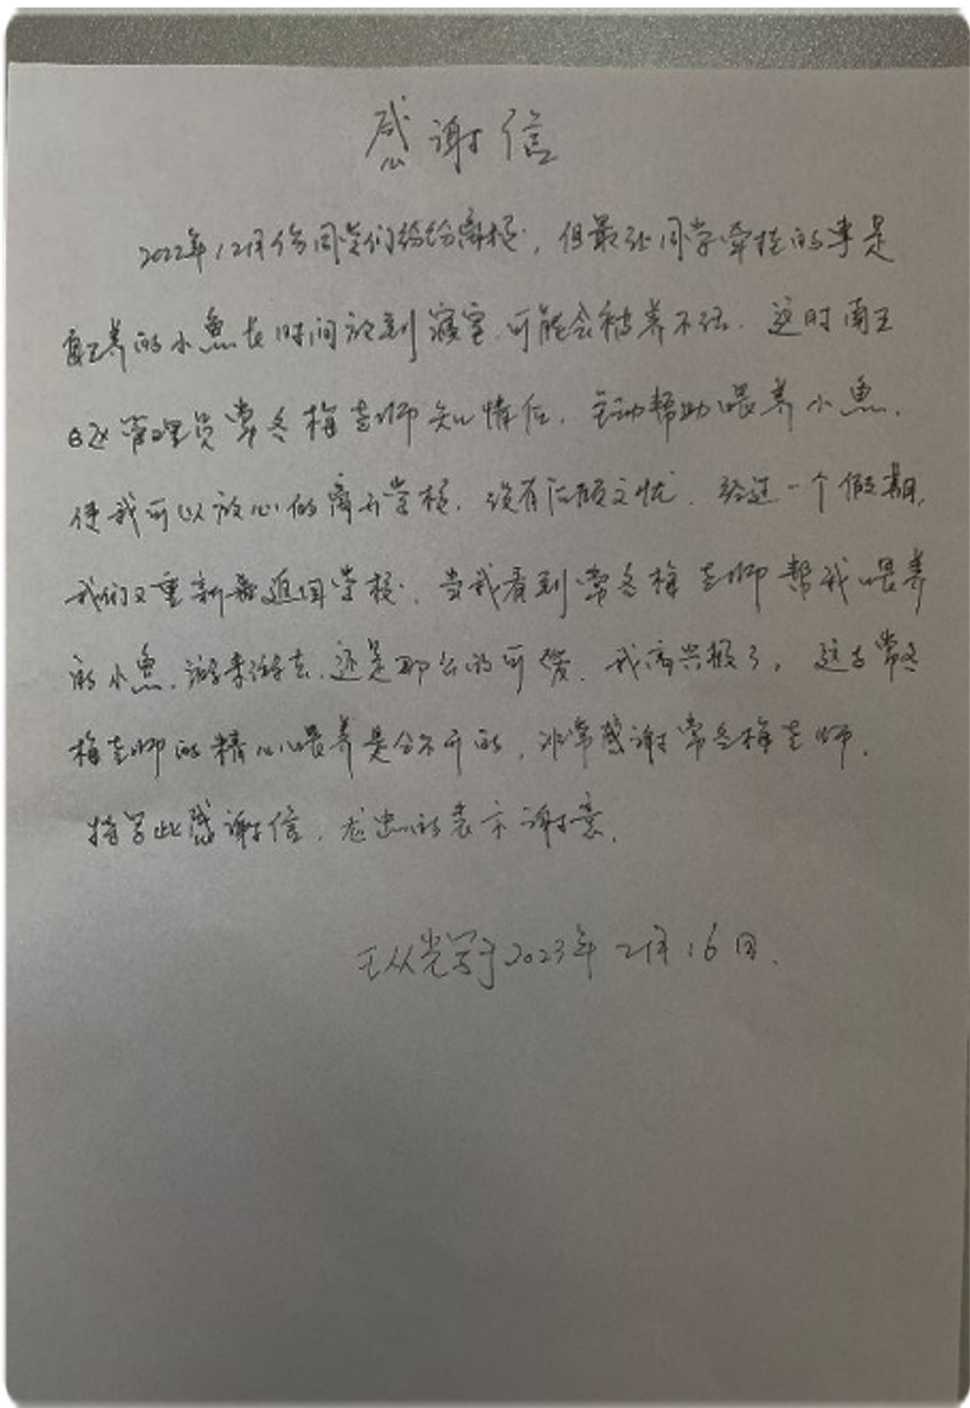 感谢信
2022年12月份同学们纷纷离校，但最让同学牵挂的事是
自己养的小鱼长时间放到寝室，可能会被养不活。这时南五
B区管理员常冬梅老师知情后，主动帮助喂养小鱼，
使我可以放心的离开学校，没有后顾之忧。经过一个假期，
我们又重新返回学校，当我看到常冬梅老师帮我喂养
的小鱼，游来游去，还是那么的可爱，我高兴极了。这与常冬
梅老师的精心喂养是分不开的，非常感谢常冬梅老师。
特写此感谢信，衷心的表示谢意。
王从光写于2023年2月16日.